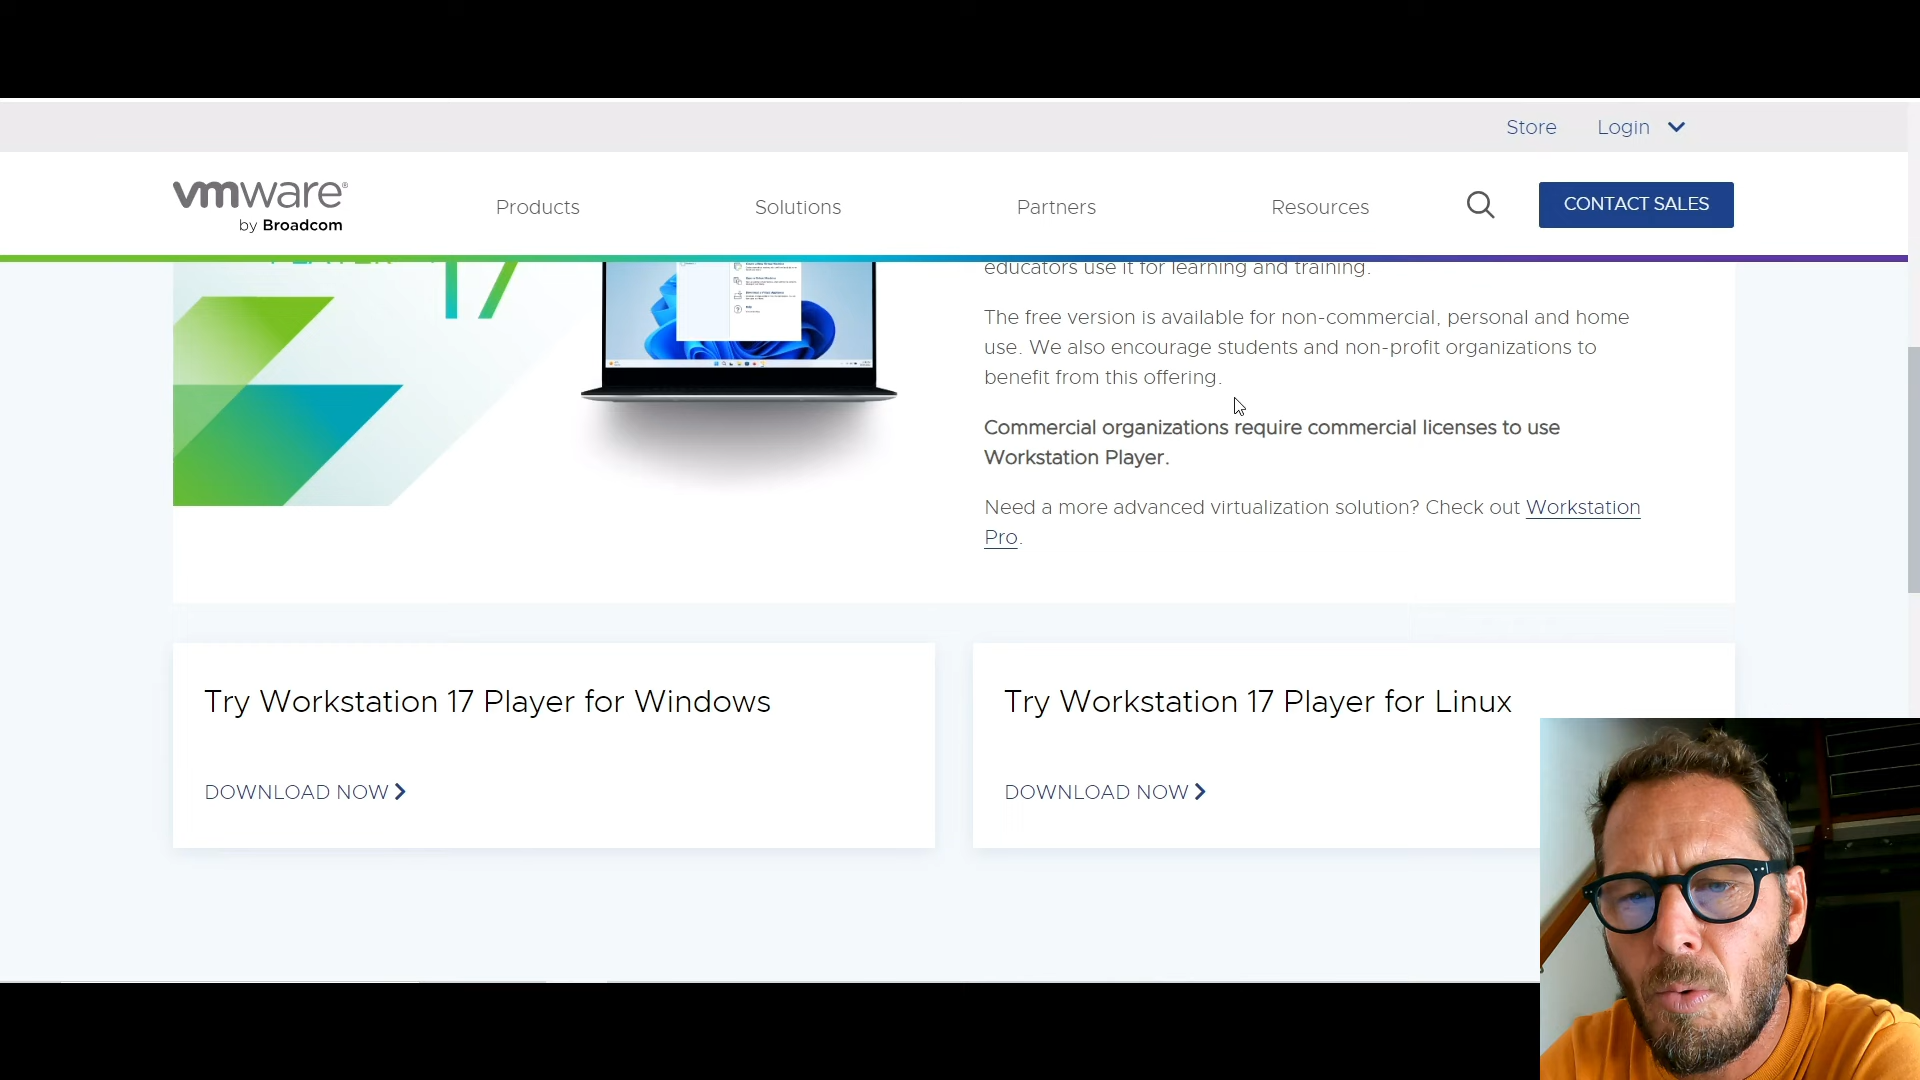 Store Login
vmware®
by Broadcom
Products Solutions Partners Resources
CONTACT SALES
17
educators use it for learning and training.
The free version is available for non-commercial, personal and home
use. We also encourage students and non-profit organizations to
benefit from this offering.
Commercial organizations require commercial licenses to use
Workstation Player.
Need a more advanced virtualization solution? Check out Workstation
Pro.
Try Workstation 17 Player for Windows
DOWNLOAD NOW
Try Workstation 17 Player for Linux
DOWNLOAD NOW